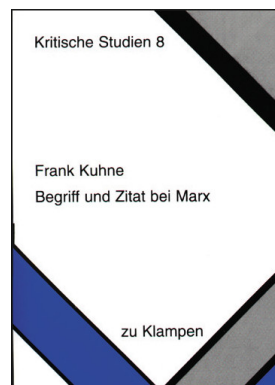 Kritische Studien 8
Frank Kuhne
Begriff und Zitat bei Marx
zu Klampen